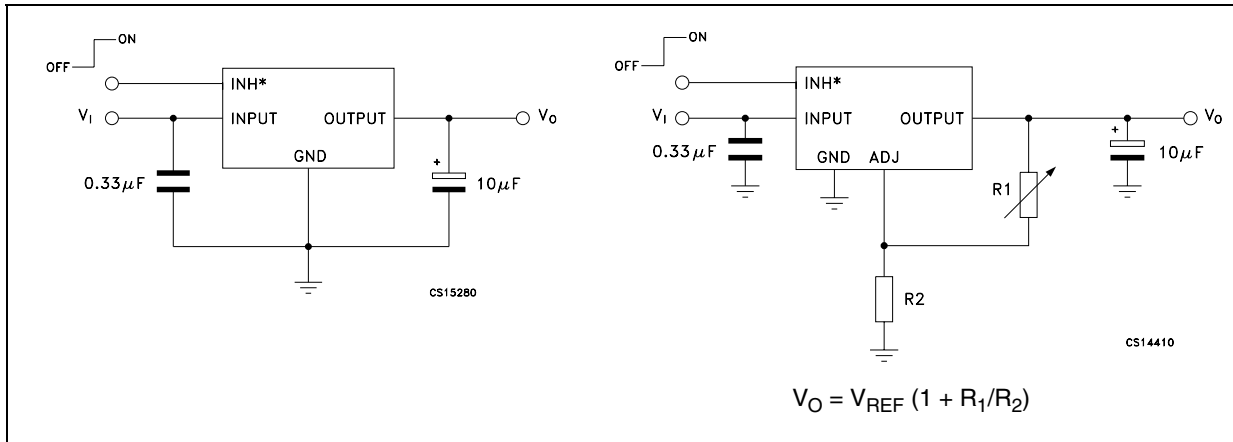 ON
OFF
INH*
V_I INPUT OUTPUT V_O
GND
0.33μF
+
10μF
CS15280
ON
OFF
INH*
V_I INPUT OUTPUT V_O
GND ADJ
0.33μF
+
10μF
R1
R2
CS14410
V_O = V_REF (1 + R_1/R_2)